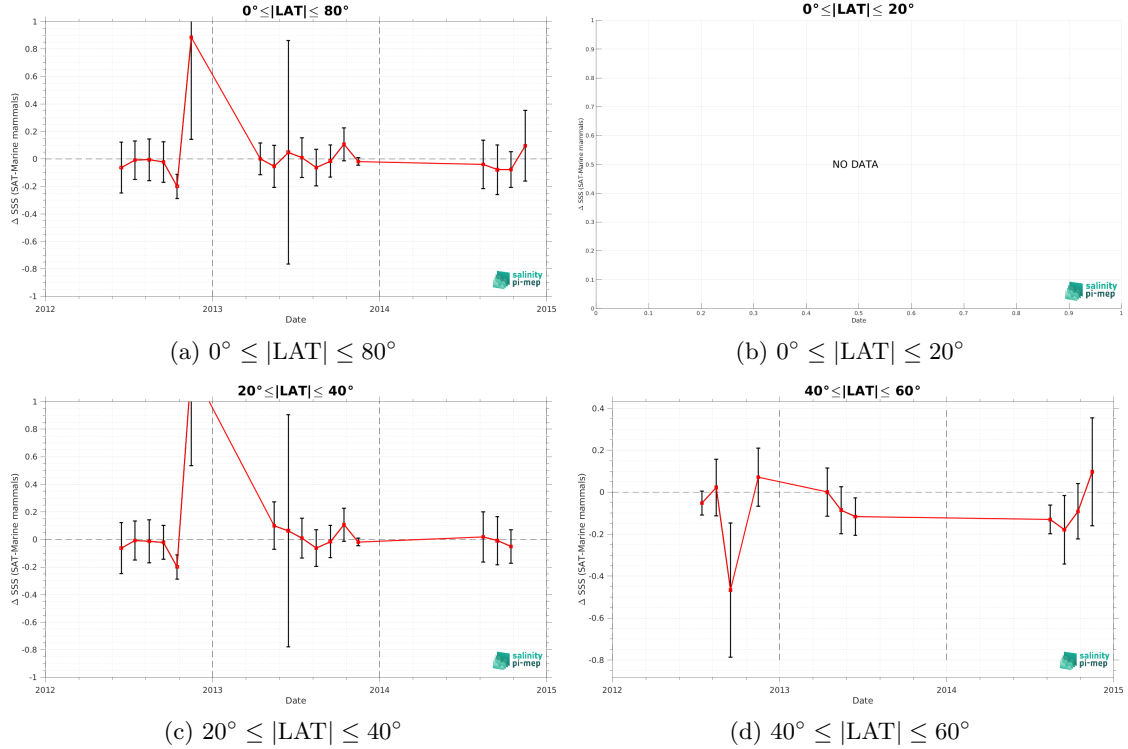 0°≤|LAT|≤ 80°
1
0.8
0.6
0.4
0.2
0
-0.2
-0.4
-0.6
-0.8
-1
Δ SSS (SAT-Marine mammals)
2012
2013
2014
2015
Date
salinity
pi-mep
(a) 0° ≤ |LAT| ≤ 80°
0°≤|LAT|≤ 20°
1
0.9
0.8
0.7
0.6
0.5
0.4
0.3
0.2
0.1
0
Δ SSS (SAT-Marine mammals)
NO DATA
0
0.1
0.2
0.3
0.4
0.5
0.6
0.7
0.8
0.9
1
Date
salinity
pi-mep
(b) 0° ≤ |LAT| ≤ 20°
20°≤|LAT|≤ 40°
1
0.8
0.6
0.4
0.2
0
-0.2
-0.4
-0.6
-0.8
-1
Δ SSS (SAT-Marine mammals)
2012
2013
2014
2015
Date
salinity
pi-mep
(c) 20° ≤ |LAT| ≤ 40°
40°≤|LAT|≤ 60°
0.4
0.2
0
-0.2
-0.4
-0.6
-0.8
Δ SSS (SAT-Marine mammals)
2012
2013
2014
2015
Date
salinity
pi-mep
(d) 40° ≤ |LAT| ≤ 60°